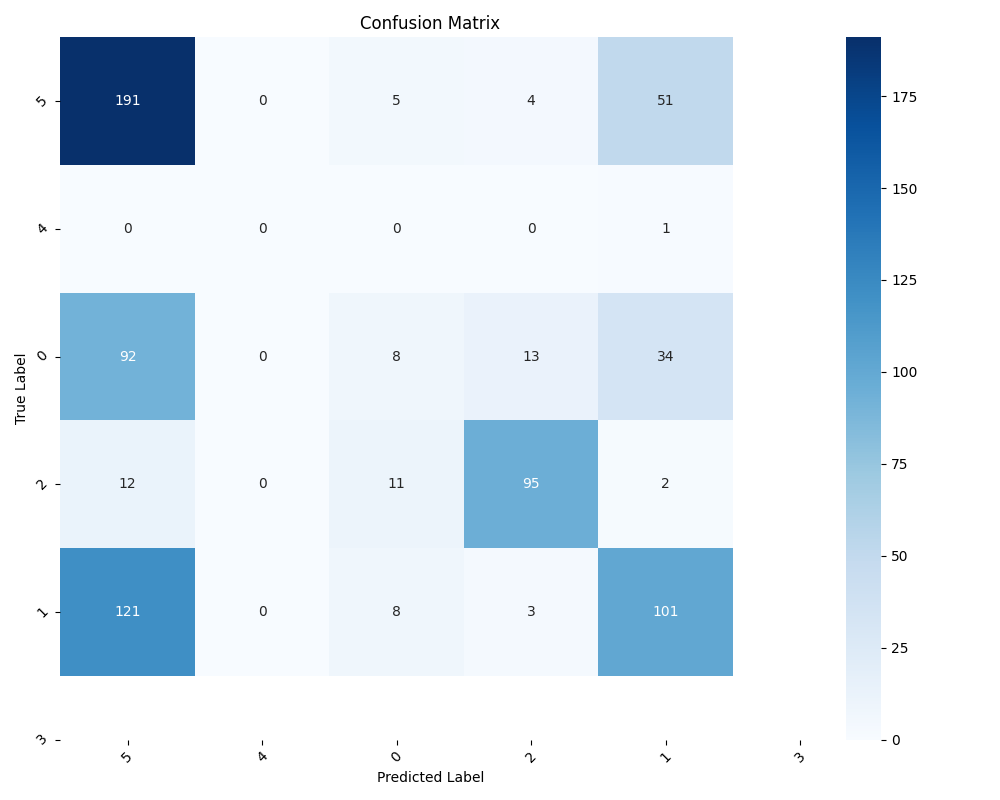 Confusion Matrix
True Label
5 191 0 5 4 51
4 0 0 0 0 1
0 92 0 8 13 34
2 12 0 11 95 2
1 121 0 8 3 101
3
5 4 0 2 1 3
Predicted Label
175
150
125
100
75
50
25
0